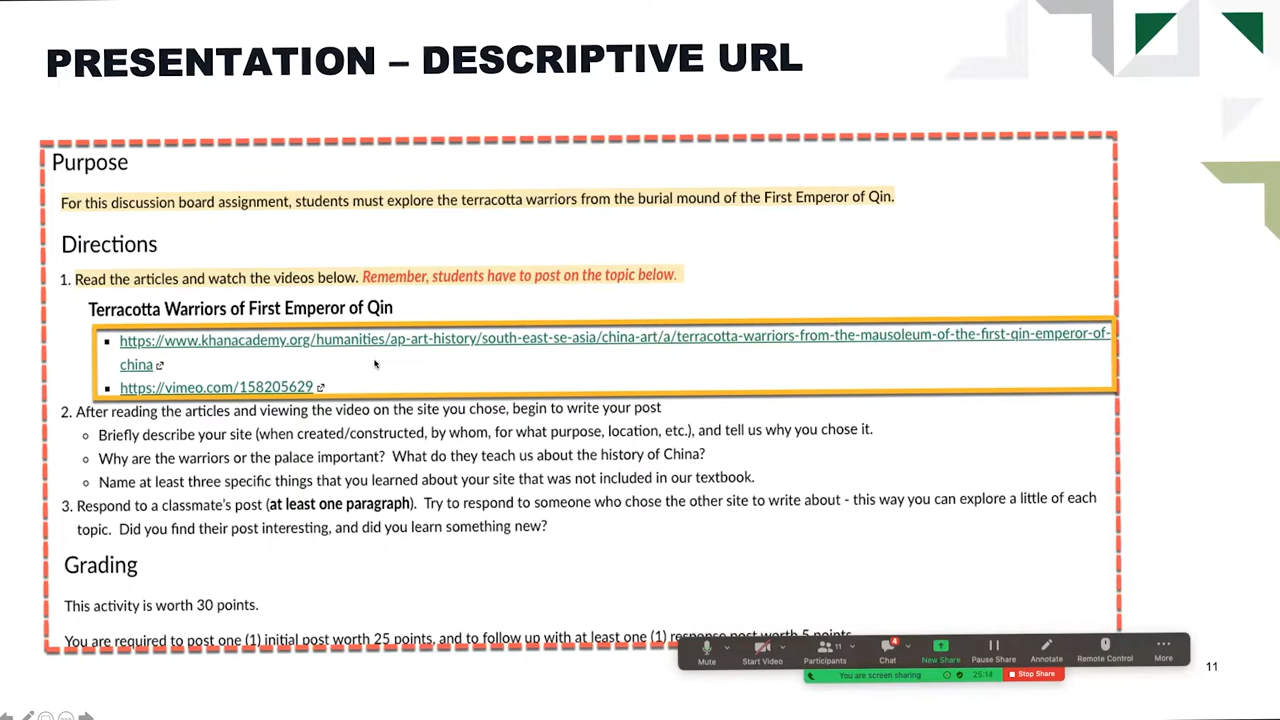 PRESENTATION – DESCRIPTIVE URL
Purpose
For this discussion board assignment, students must explore the terracotta warriors from the burial mound of the First Emperor of Qin.
Directions
1. Read the articles and watch the videos below. Remember, students have to post on the topic below.
Terracotta Warriors of First Emperor of Qin
https://www.khanacademy.org/humanities/ap-art-history/south-east-se-asia/china-art/a/terracotta-warriors-from-the-mausoleum-of-the-first-qin-emperor-of-
china
https://vimeo.com/158205629
2. After reading the articles and viewing the video on the site you chose, begin to write your post
Briefly describe your site (when created/constructed, by whom, for what purpose, location, etc.), and tell us why you chose it.
Why are the warriors or the palace important? What do they teach us about the history of China?
Name at least three specific things that you learned about your site that was not included in our textbook.
3. Respond to a classmate's post (at least one paragraph). Try to respond to someone who chose the other site to write about - this way you can explore a little of each
topic. Did you find their post interesting, and did you learn something new?
Grading
This activity is worth 30 points.
You are required to post one (1) initial post worth 25 points, and to follow up with at least one (1) response post worth 5 points.
Mute Start Video Participants 11 Chat 4 New Share Pause Share Annotate Remote Control More
You are screen sharing 25:14 Stop Share
11